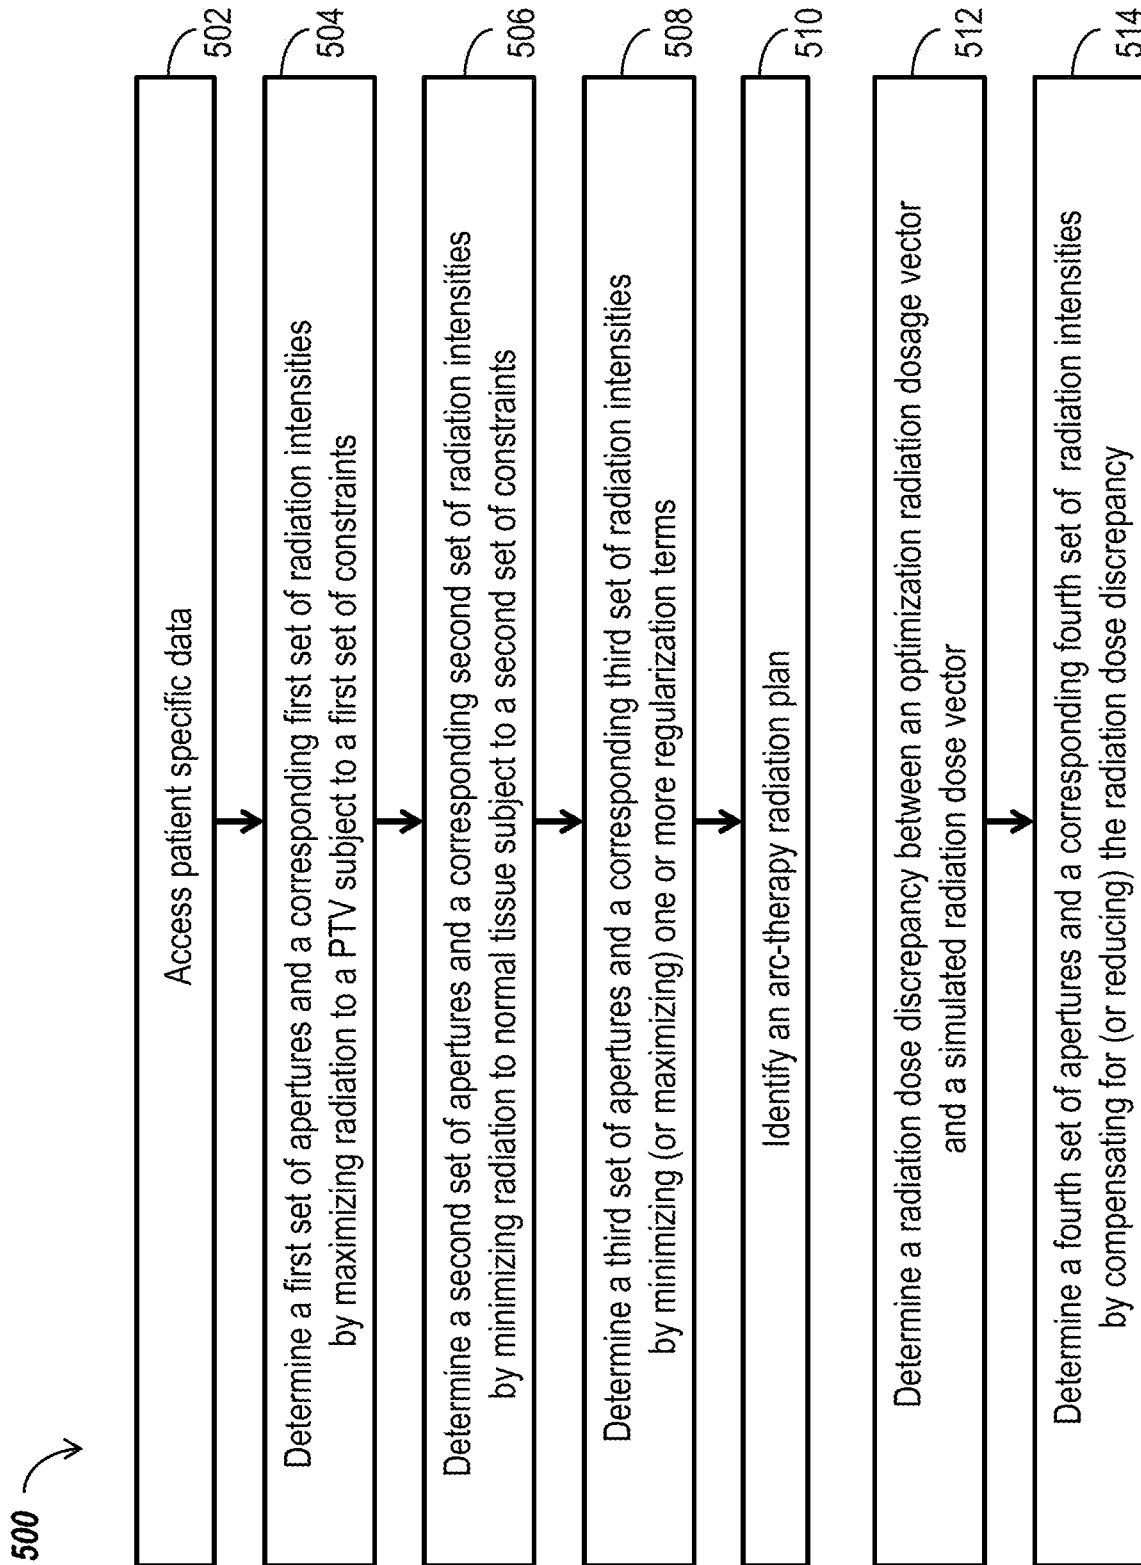 500
Access patient specific data
502
Determine a first set of apertures and a corresponding first set of radiation intensities
by maximizing radiation to a PTV subject to a first set of constraints
504
Determine a second set of apertures and a corresponding second set of radiation intensities
by minimizing radiation to normal tissue subject to a second set of constraints
506
Determine a third set of apertures and a corresponding third set of radiation intensities
by minimizing (or maximizing) one or more regularization terms
508
Identify an arc-therapy radiation plan
510
Determine a radiation dose discrepancy between an optimization radiation dosage vector
and a simulated radiation dose vector
512
Determine a fourth set of apertures and a corresponding fourth set of radiation intensities
by compensating for (or reducing) the radiation dose discrepancy
514